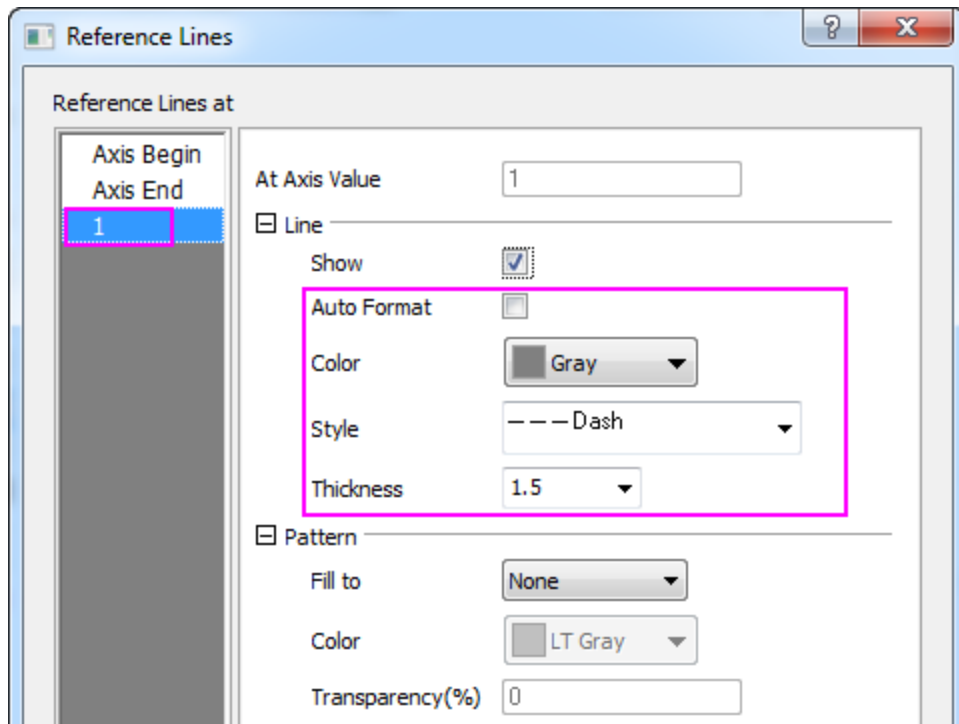 Reference Lines
?
Reference Lines at
Axis Begin
Axis End
1
At Axis Value 1
Line
Show
Auto Format
Color Gray
Style – – – Dash
Thickness 1.5
Pattern
Fill to None
Color LT Gray
Transparency(%) 0